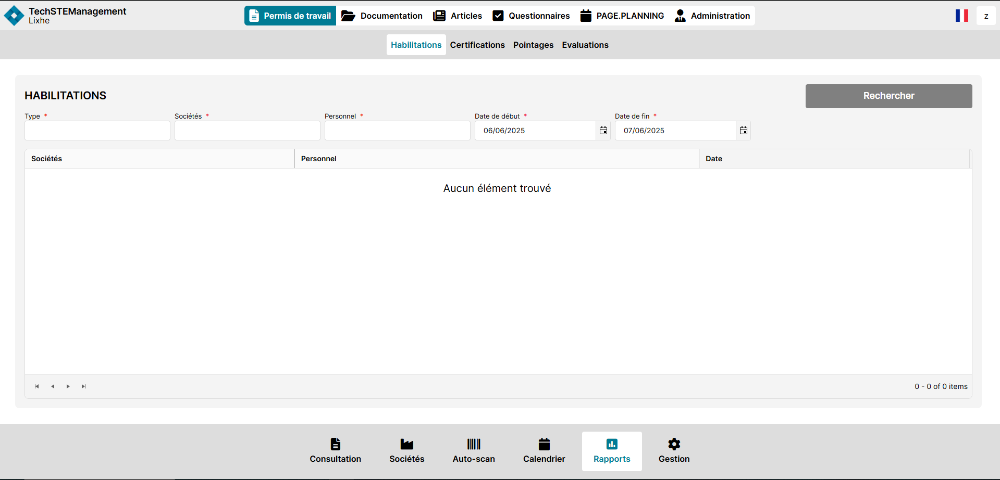 TechSTEManagement
Lixhe
Permis de travail
Documentation
Articles
Questionnaires
PAGE.PLANNING
Administration
z
Habilitations
Certifications
Pointages
Evaluations
HABILITATIONS
Rechercher
Type *
Sociétés *
Personnel *
Date de début *
Date de fin *
06/06/2025
07/06/2025
Sociétés
Personnel
Date
Aucun élément trouvé
0 - 0 of 0 items
Consultation
Sociétés
Auto-scan
Calendrier
Rapports
Gestion